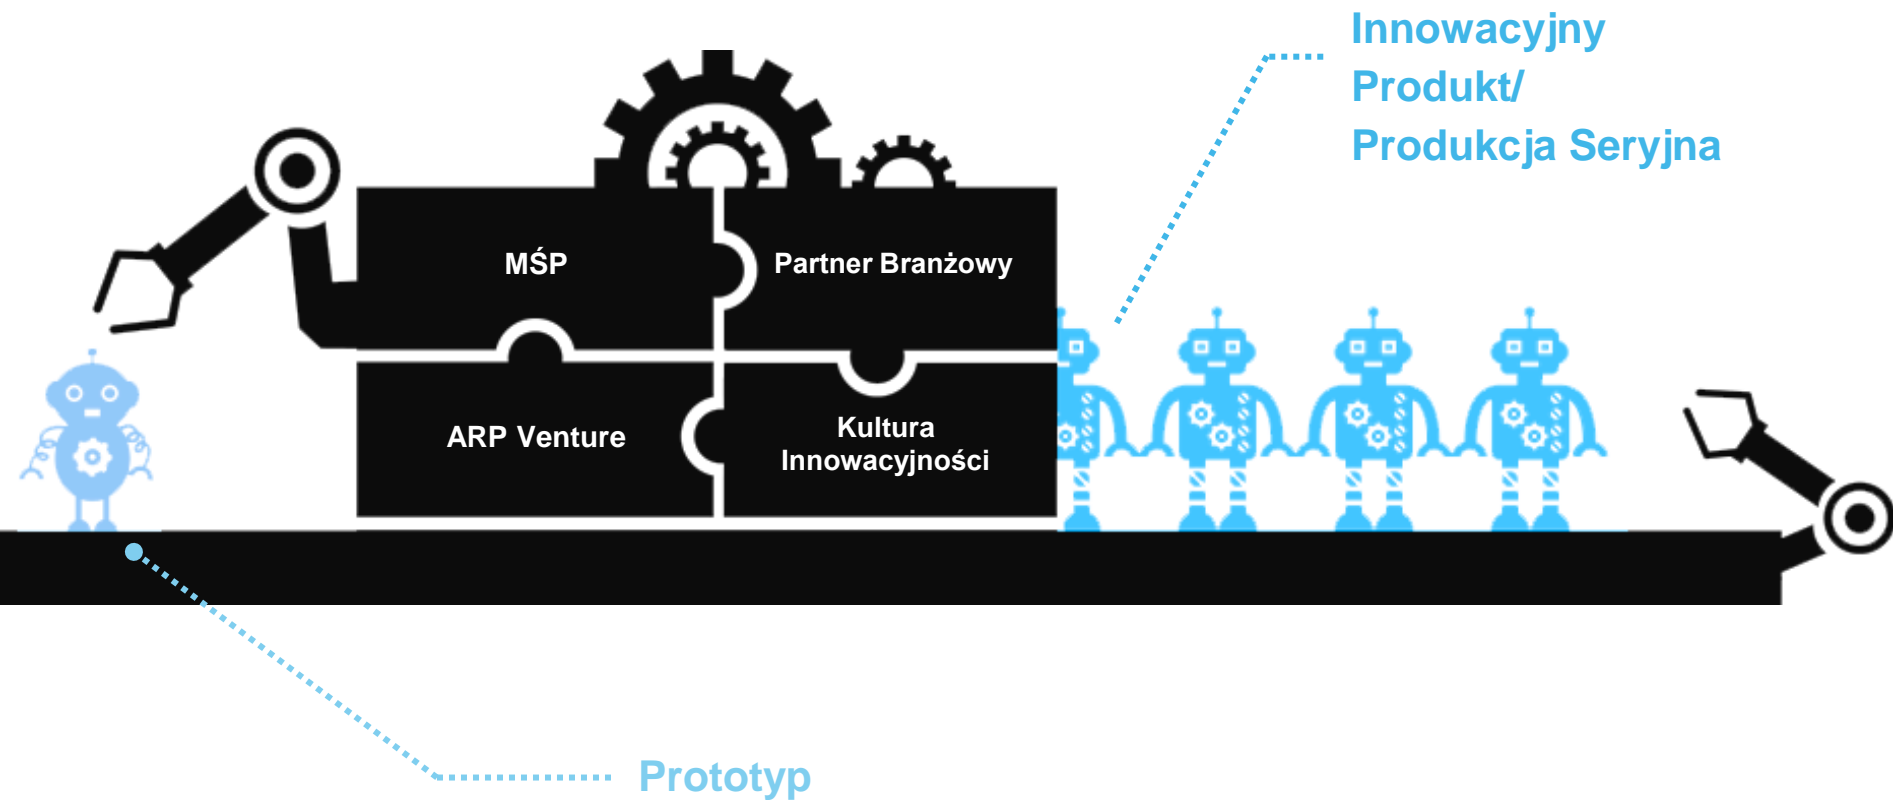 Innowacyjny
Produkt/
Produkcja Seryjna
MŚP
Partner Branżowy
ARP Venture
Kultura
Innowacyjności
Prototyp